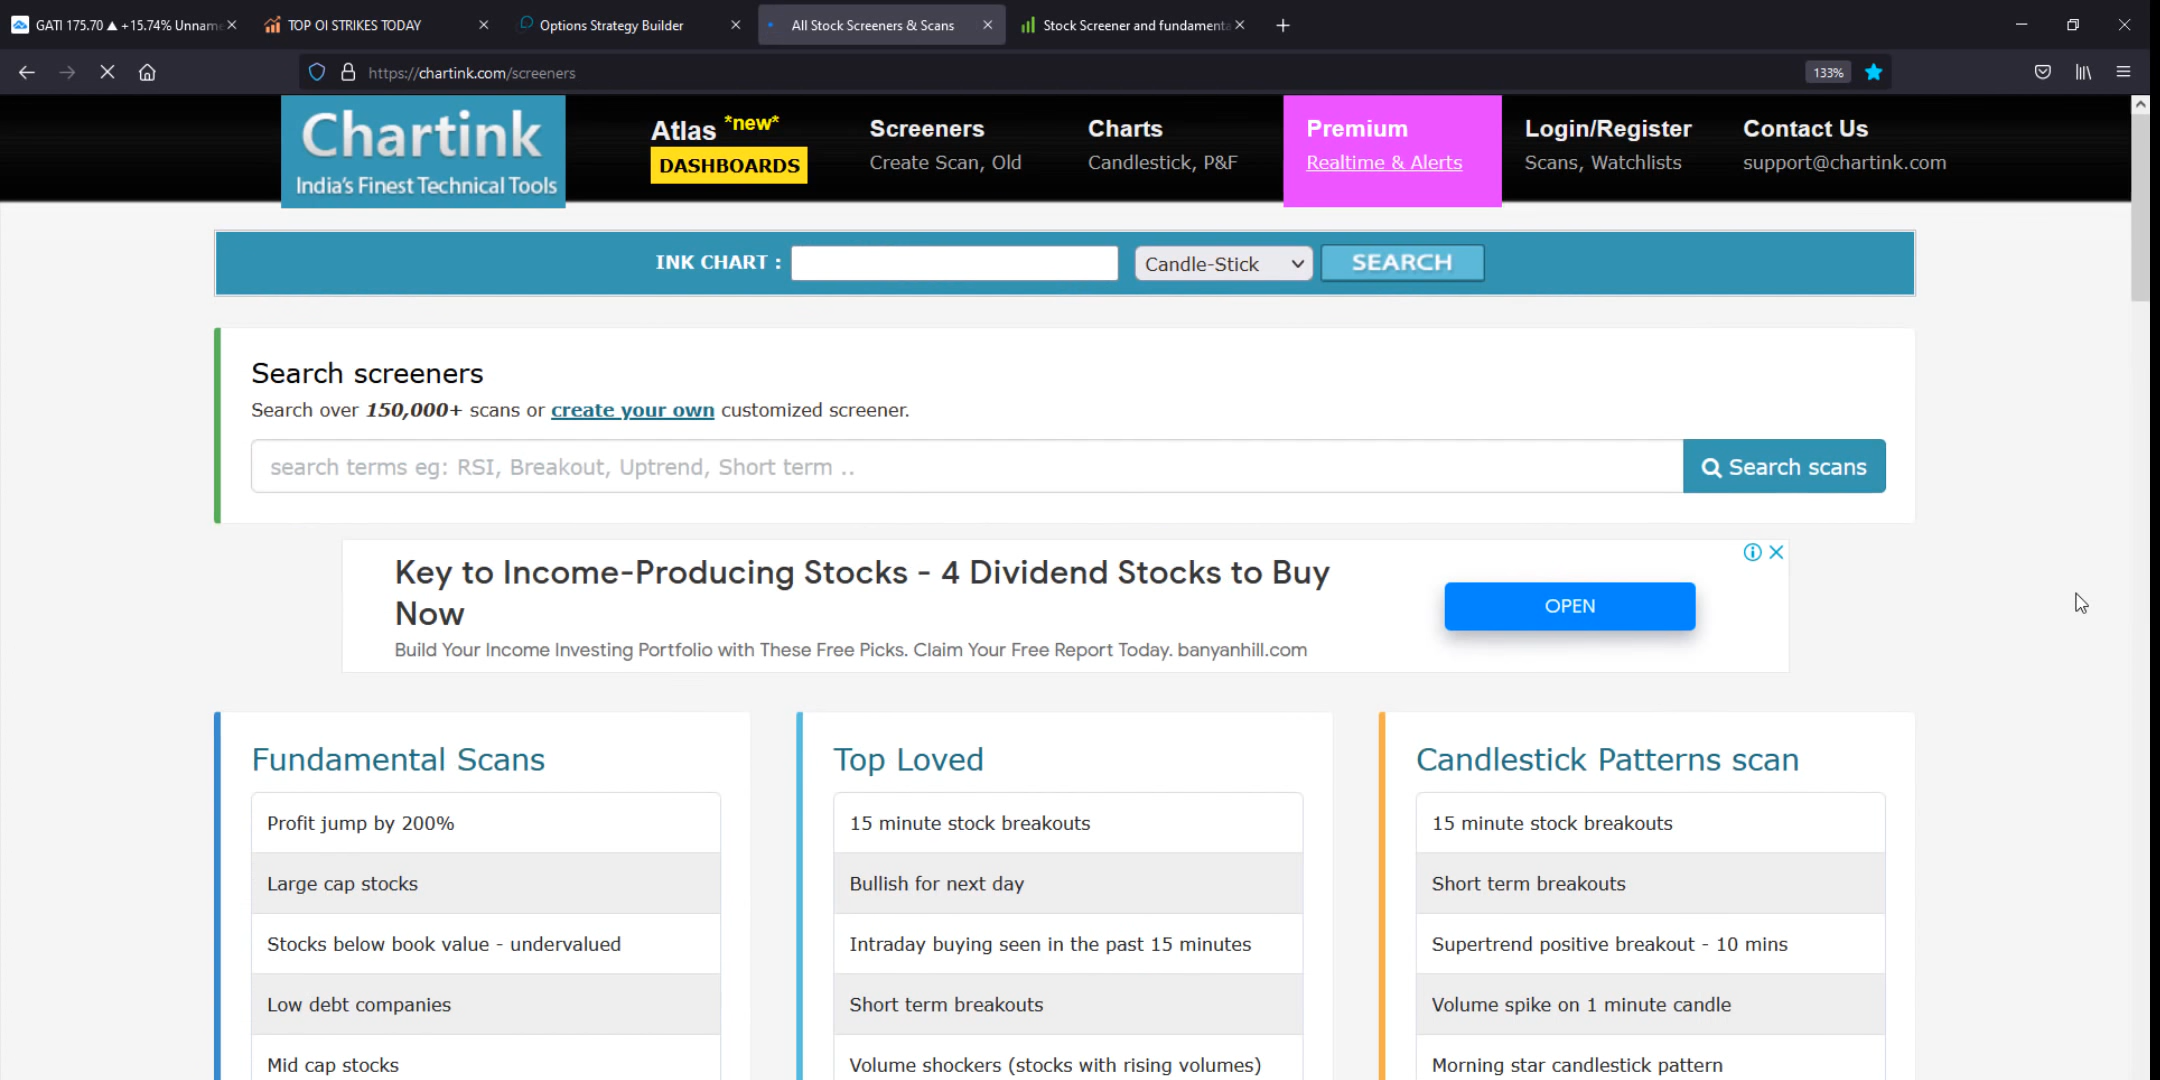 GATI 175.70 ▲ +15.74% Unname
TOP OI STRIKES TODAY
Options Strategy Builder
All Stock Screeners & Scans
Stock Screener and fundamenta
https://chartink.com/screeners
133%
Chartink
India's Finest Technical Tools
Atlas *new*
DASHBOARDS
Screeners
Create Scan, Old
Charts
Candlestick, P&F
Premium
Realtime & Alerts
Login/Register
Scans, Watchlists
Contact Us
support@chartink.com
INK CHART :
Candle-Stick
SEARCH
Search screeners
Search over 150,000+ scans or create your own customized screener.
search terms eg: RSI, Breakout, Uptrend, Short term ..
Search scans
Key to Income-Producing Stocks - 4 Dividend Stocks to Buy
Now
Build Your Income Investing Portfolio with These Free Picks. Claim Your Free Report Today. banyanhill.com
OPEN
Fundamental Scans
Profit jump by 200%
Large cap stocks
Stocks below book value - undervalued
Low debt companies
Mid cap stocks
Top Loved
15 minute stock breakouts
Bullish for next day
Intraday buying seen in the past 15 minutes
Short term breakouts
Volume shockers (stocks with rising volumes)
Candlestick Patterns scan
15 minute stock breakouts
Short term breakouts
Supertrend positive breakout - 10 mins
Volume spike on 1 minute candle
Morning star candlestick pattern